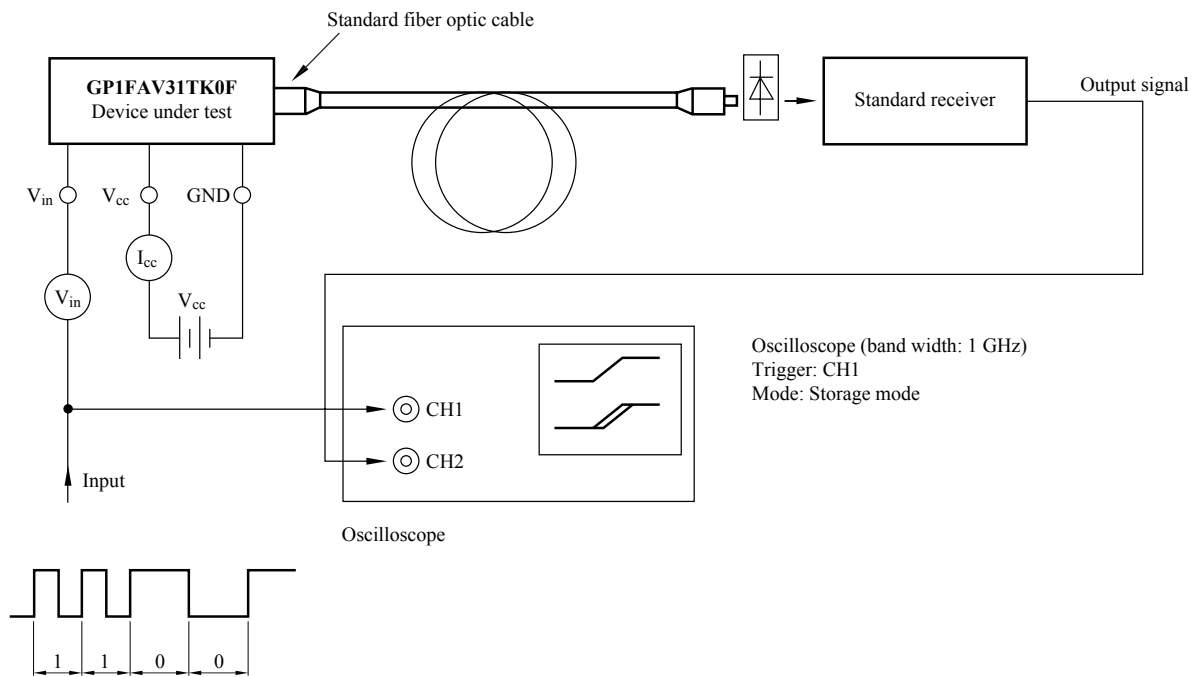 Standard fiber optic cable
GP1FAV31TK0F
Device under test
Standard receiver
Output signal
Vin
Vcc
GND
Icc
Vin
Vcc
Oscilloscope (band width: 1 GHz)
Trigger: CH1
Mode: Storage mode
CH1
CH2
Input
Oscilloscope
1 1 0 0